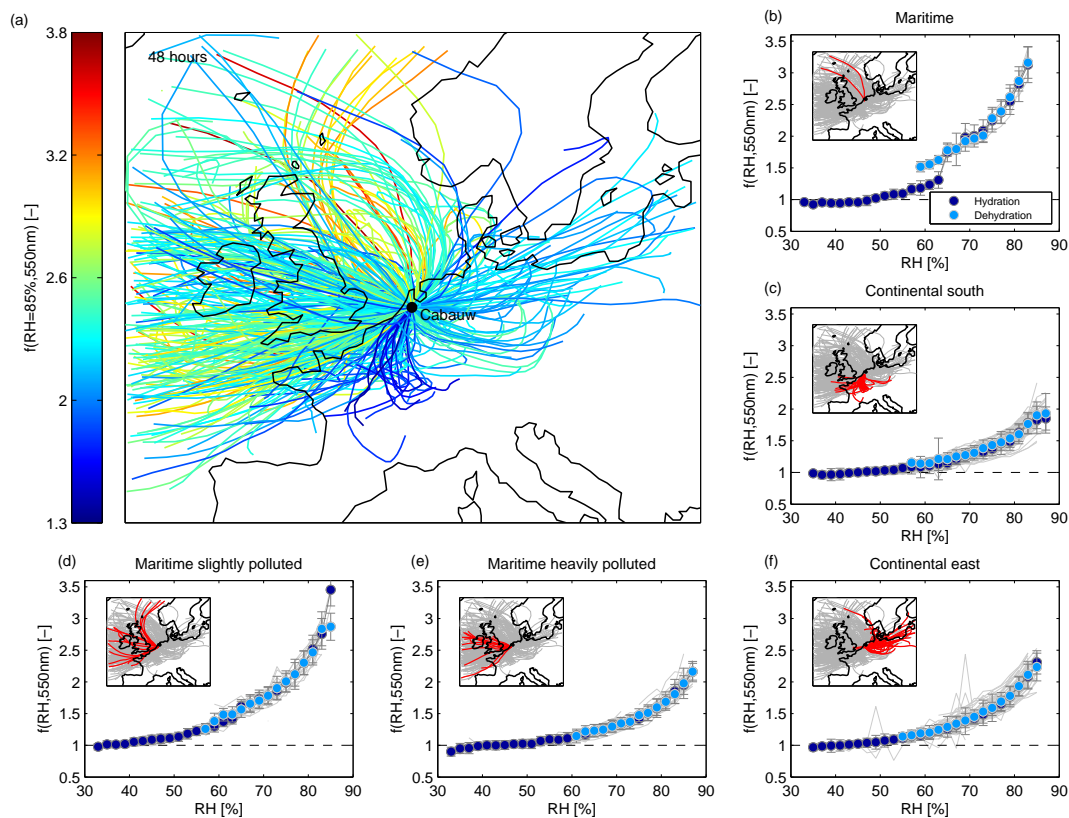 (a)
48 hours
Cabauw
3.8
3.2
2.6
2
1.3
f(RH=85%,550nm) [–]
(b)
Maritime
3.5
3
2.5
2
1.5
1
0.5
f(RH,550nm) [–]
Hydration
Dehydration
30 40 50 60 70 80 90
RH [%]
(c)
Continental south
3.5
3
2.5
2
1.5
1
0.5
f(RH,550nm) [–]
30 40 50 60 70 80 90
RH [%]
(d)
Maritime slightly polluted
3.5
3
2.5
2
1.5
1
0.5
f(RH,550nm) [–]
30 40 50 60 70 80 90
RH [%]
(e)
Maritime heavily polluted
3.5
3
2.5
2
1.5
1
0.5
f(RH,550nm) [–]
30 40 50 60 70 80 90
RH [%]
(f)
Continental east
3.5
3
2.5
2
1.5
1
0.5
f(RH,550nm) [–]
30 40 50 60 70 80 90
RH [%]